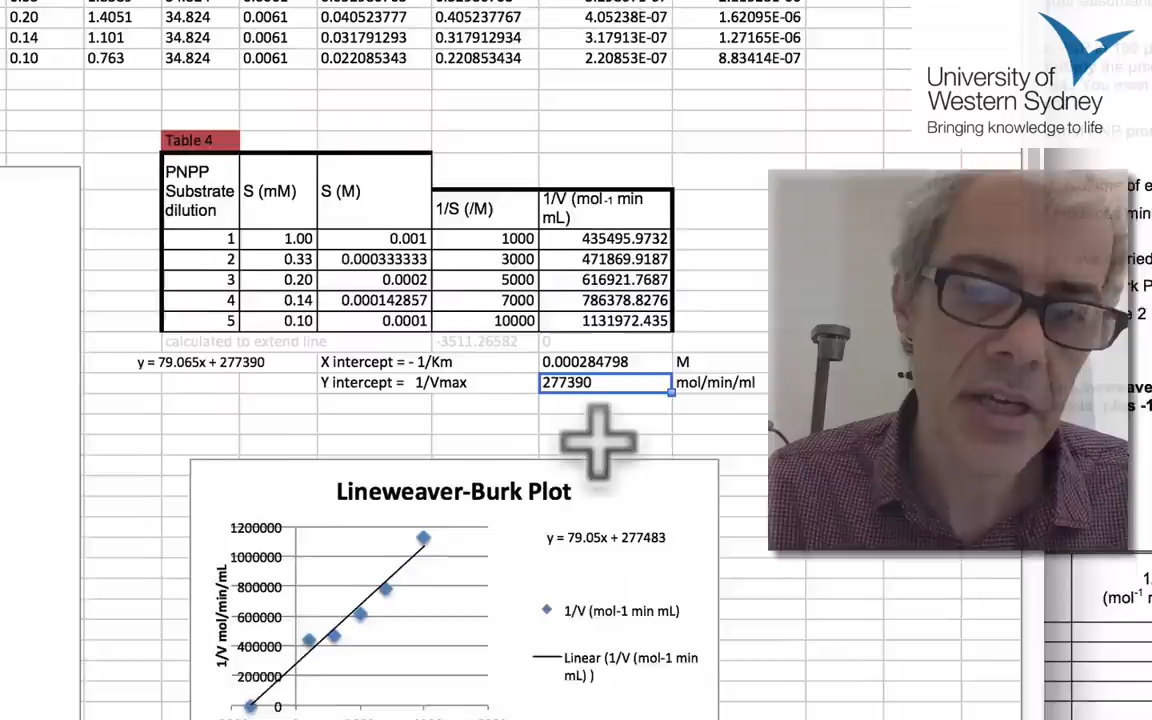 0.20 1.4051 34.824 0.0061 0.040523777 0.405237767 4.05238E-07 1.62095E-06
0.14 1.101 34.824 0.0061 0.031791293 0.317912934 3.17913E-07 1.27165E-06
0.10 0.763 34.824 0.0061 0.022085343 0.220853434 2.20853E-07 8.83414E-07
University of
Western Sydney
Bringing knowledge to life
Table 4
PNPP
Substrate
dilution
S (mM)
S (M)
1/S (/M)
1/V (mol-1 min
mL)
1 1.00 0.001 1000 435495.9732
2 0.33 0.000333333 3000 471869.9187
3 0.20 0.0002 5000 616921.7687
4 0.14 0.000142857 7000 786378.8276
5 0.10 0.0001 10000 1131972.435
calculated to extend line -3511.26582 0
y = 79.065x + 277390 X intercept = - 1/Km 0.000284798 M
Y intercept = 1/Vmax 277390 mol/min/ml
Lineweaver-Burk Plot
1200000
1000000
800000
600000
400000
200000
0
1/V mol/min/mL
y = 79.05x + 277483
1/V (mol-1 min mL)
Linear (1/V (mol-1 min
mL) )
(mol-1